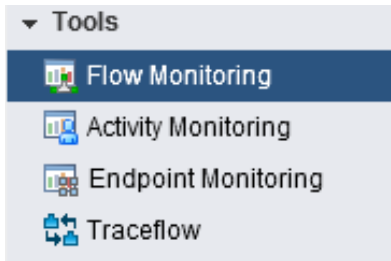 Tools
Flow Monitoring
Activity Monitoring
Endpoint Monitoring
Traceflow